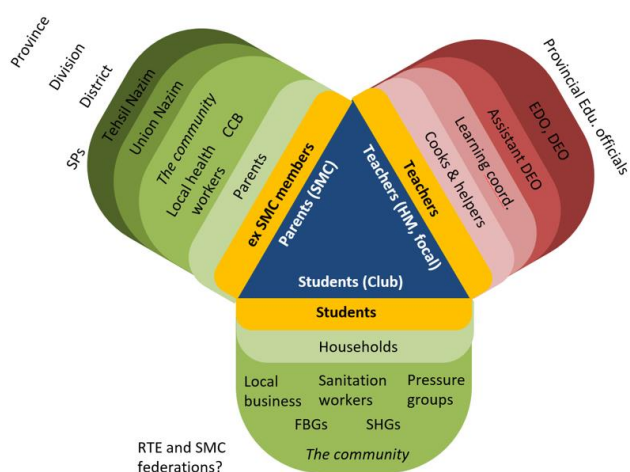 Province
Division
District
SPs
Tehsil Nazim
Union Nazim
The community
CCB
Local health
workers
Parents
ex SMC members
Parents (SMC)
Provincial Edu. officials
EDO, DEO
Assistant DEO
Learning coord.
Cooks & helpers
Teachers
Teachers (HM, focal)
Students (Club)
Students
Households
Local
business
Sanitation
workers
Pressure
groups
FBGs
SHGs
The community
RTE and SMC
federations?